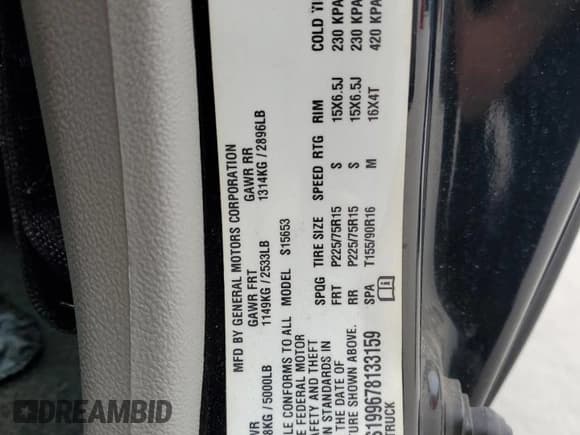 MFD BY GENERAL MOTORS CORPORATION
GAWR FRT GAWR RR
1149KG / 2533LB 1314KG / 2896LB
8KG / 5000LB
MODEL S15653
LE CONFORMS TO ALL
E FEDERAL MOTOR
AFETY AND THEFT
N STANDARDS IN
THE DATE OF
TURE SHOWN ABOVE.
COLD
SPQG TIRE SIZE SPEED RTG RIM
FRT P225/75R15 S 15X6.5J 230 KPA
RR P225/75R15 S 15X6.5J 230 KPA
SPA T155/90R16 M 16X4T 420 KPA
S199678133159
TRUCK
DREAMBID